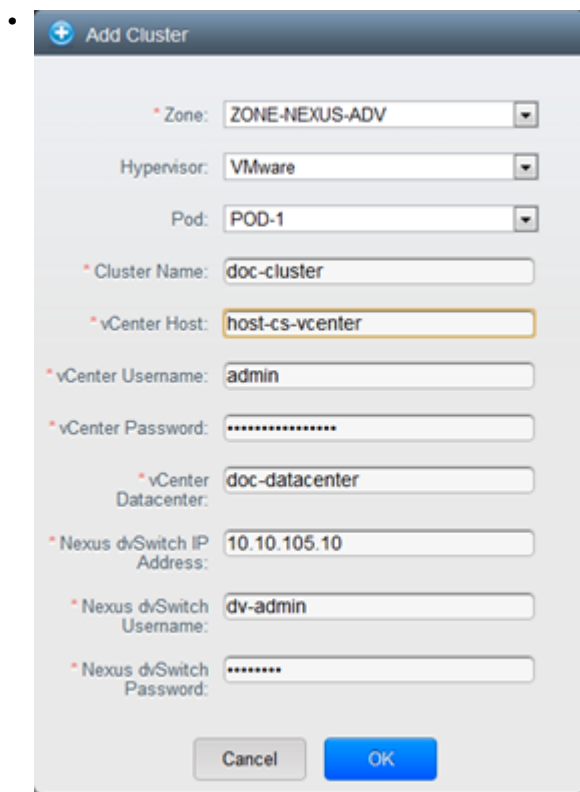 Add Cluster
* Zone: ZONE-NEXUS-ADV
Hypervisor: VMware
Pod: POD-1
* Cluster Name: doc-cluster
* vCenter Host: host-cs-vcenter
* vCenter Username: admin
* vCenter Password: ••••••••••••••••
* vCenter
Datacenter: doc-datacenter
* Nexus dvSwitch IP
Address: 10.10.105.10
* Nexus dvSwitch
Username: dv-admin
* Nexus dvSwitch
Password: ••••••••
Cancel OK